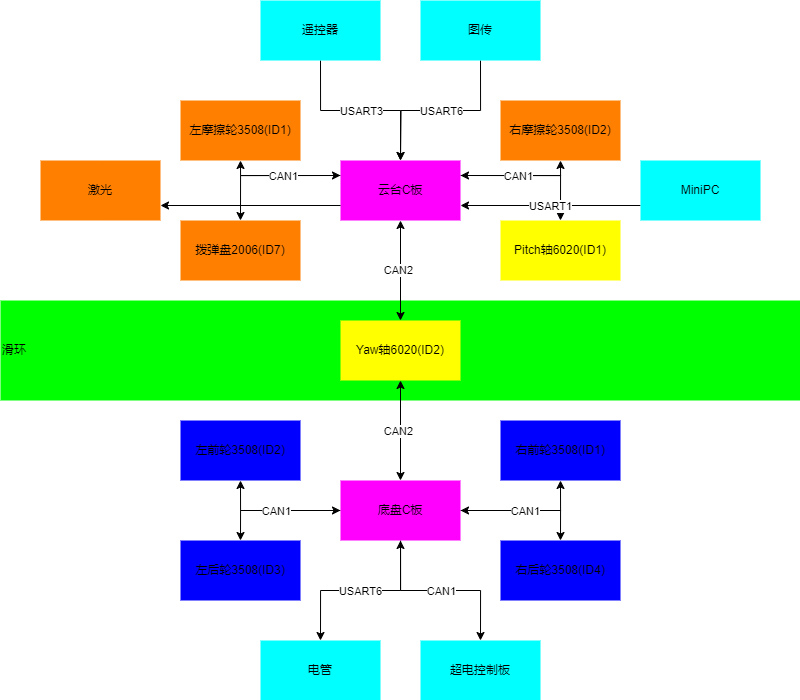 遥控器
图传
USART3
USART6
左摩擦轮3508(ID1)
右摩擦轮3508(ID2)
激光
CAN1
云台C板
CAN1
MiniPC
USART1
拨弹盘2006(ID7)
Pitch轴6020(ID1)
CAN2
滑环
Yaw轴6020(ID2)
CAN2
左前轮3508(ID2)
右前轮3508(ID1)
CAN1
底盘C板
CAN1
左后轮3508(ID3)
右后轮3508(ID4)
USART6
CAN1
电管
超电控制板